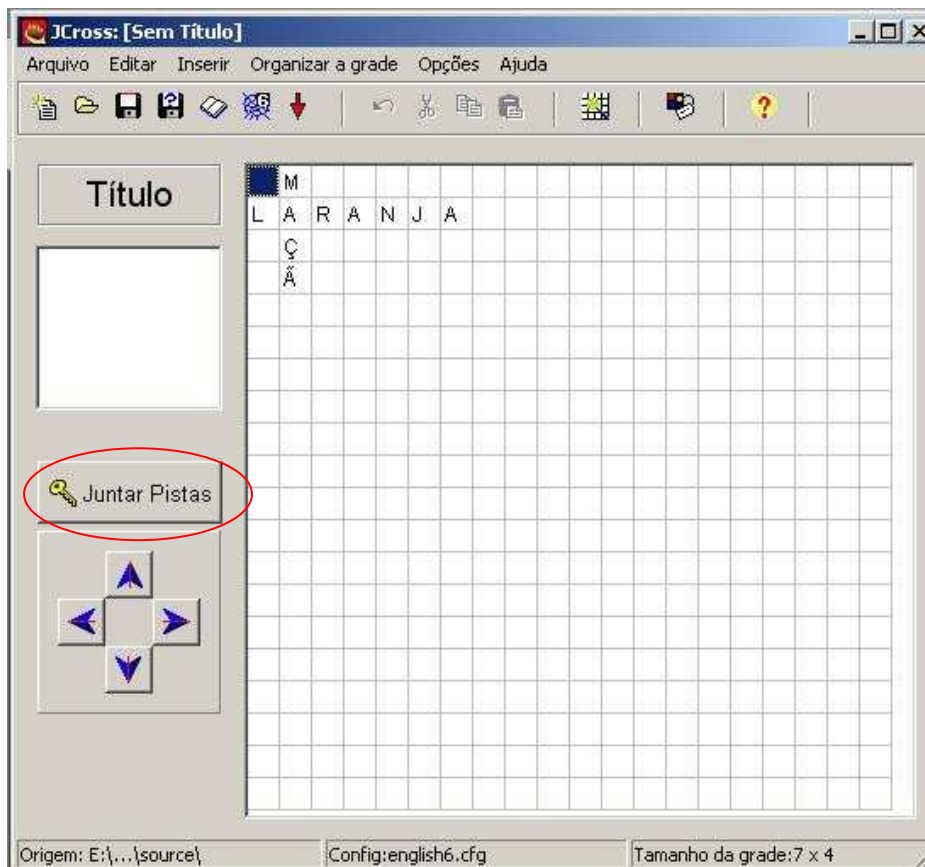 JCross: [Sem Título]
Arquivo Editar Inserir Organizar a grade Opções Ajuda
Título
M
L A R A N J A
Ç
Ã
Juntar Pistas
Origem: E:\...\source\ Config:english6.cfg Tamanho da grade:7 x 4